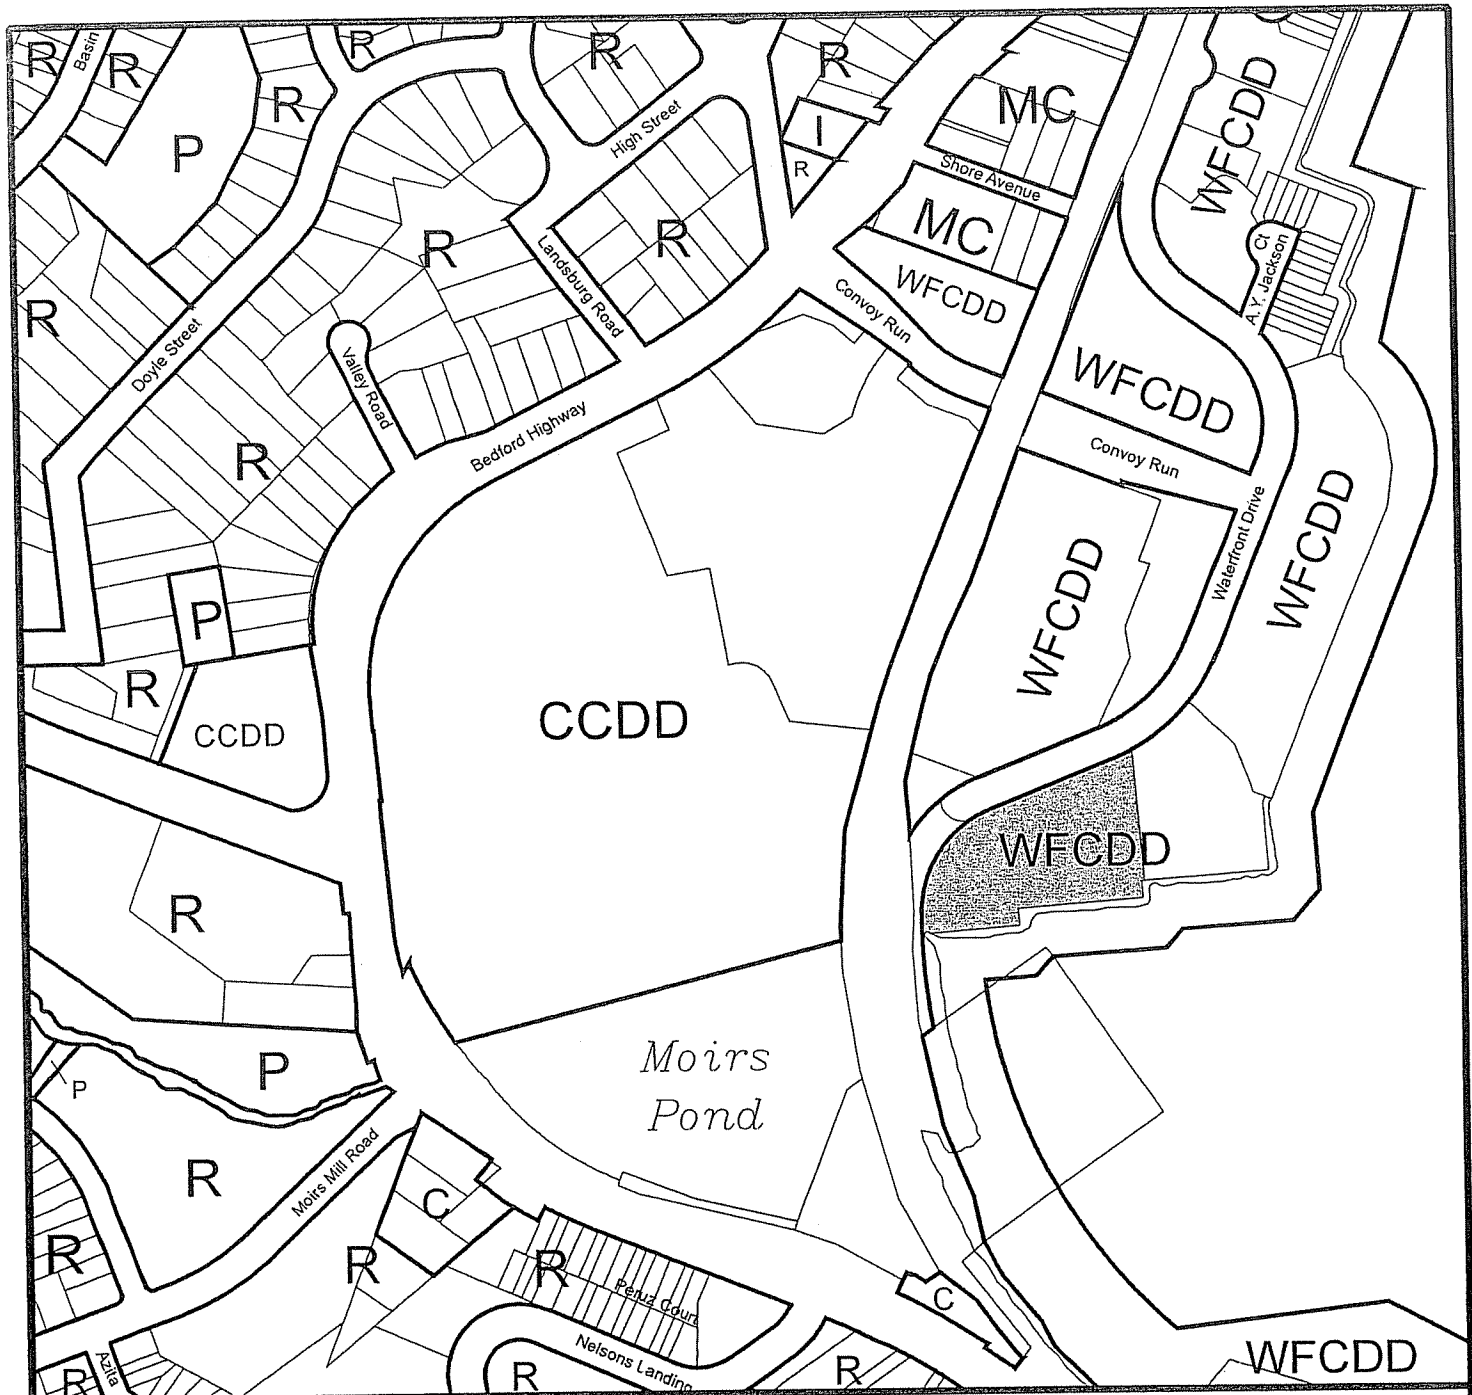 R
Basin
R
R
R
R
R
MC
WFCDD
P
High Street
I
R
Shore Avenue
MC
R
R
Landsburg Road
WFCDD
Convoy Run
A.Y. Jackson Ct
R
Doyle Street
Valley Road
WFCDD
Bedford Highway
R
Convoy Run
Waterfront Drive
WFCDD
WFCDD
P
R
CCDD
CCDD
WFCDD
R
Moirs
Pond
P
P
R
Moirs Mill Road
C
R
R
R
Peruz Court
C
Nelsons Landing
Azita
R
R
R
WFCDD